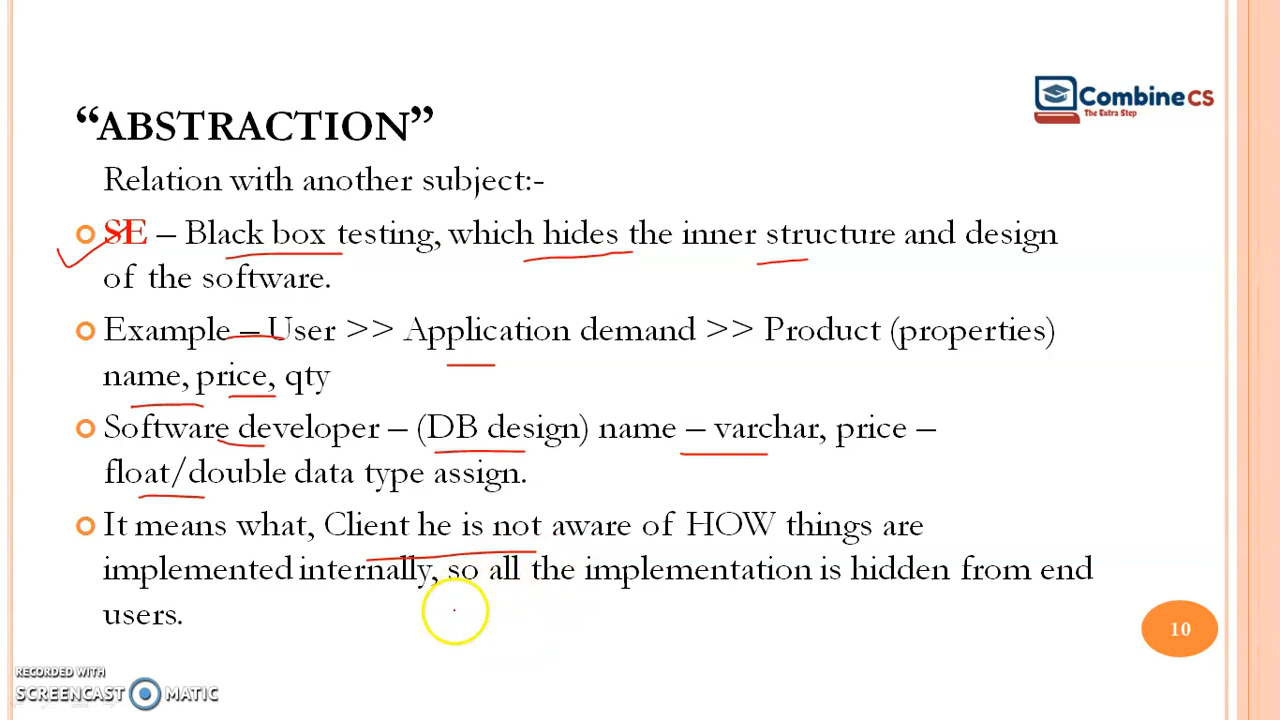 “ABSTRACTION”
Combine CS
The Extra Step
Relation with another subject:-
SE – Black box testing, which hides the inner structure and design
of the software.
Example – User >> Application demand >> Product (properties)
name, price, qty
Software developer – (DB design) name – varchar, price –
float/double data type assign.
It means what, Client he is not aware of HOW things are
implemented internally, so all the implementation is hidden from end
users.
10
RECORDED WITH
SCREENCAST MATIC